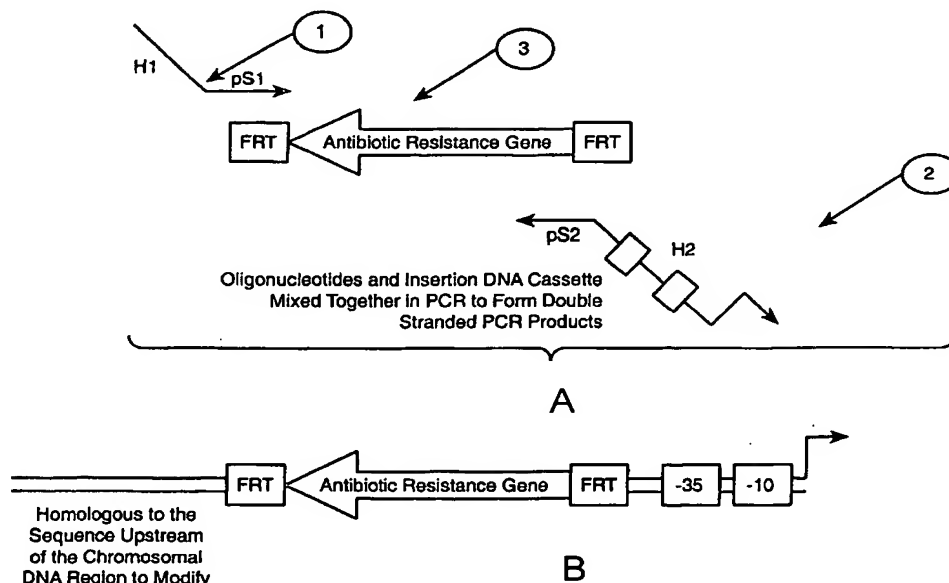 1
3
H1
pS1
FRT
Antibiotic Resistance Gene
FRT
2
pS2
H2
Oligonucleotides and Insertion DNA Cassette
Mixed Together in PCR to Form Double
Stranded PCR Products
A
FRT
Antibiotic Resistance Gene
FRT
-35
-10
Homologous to the
Sequence Upstream
of the Chromosomal
DNA Region to Modify
B